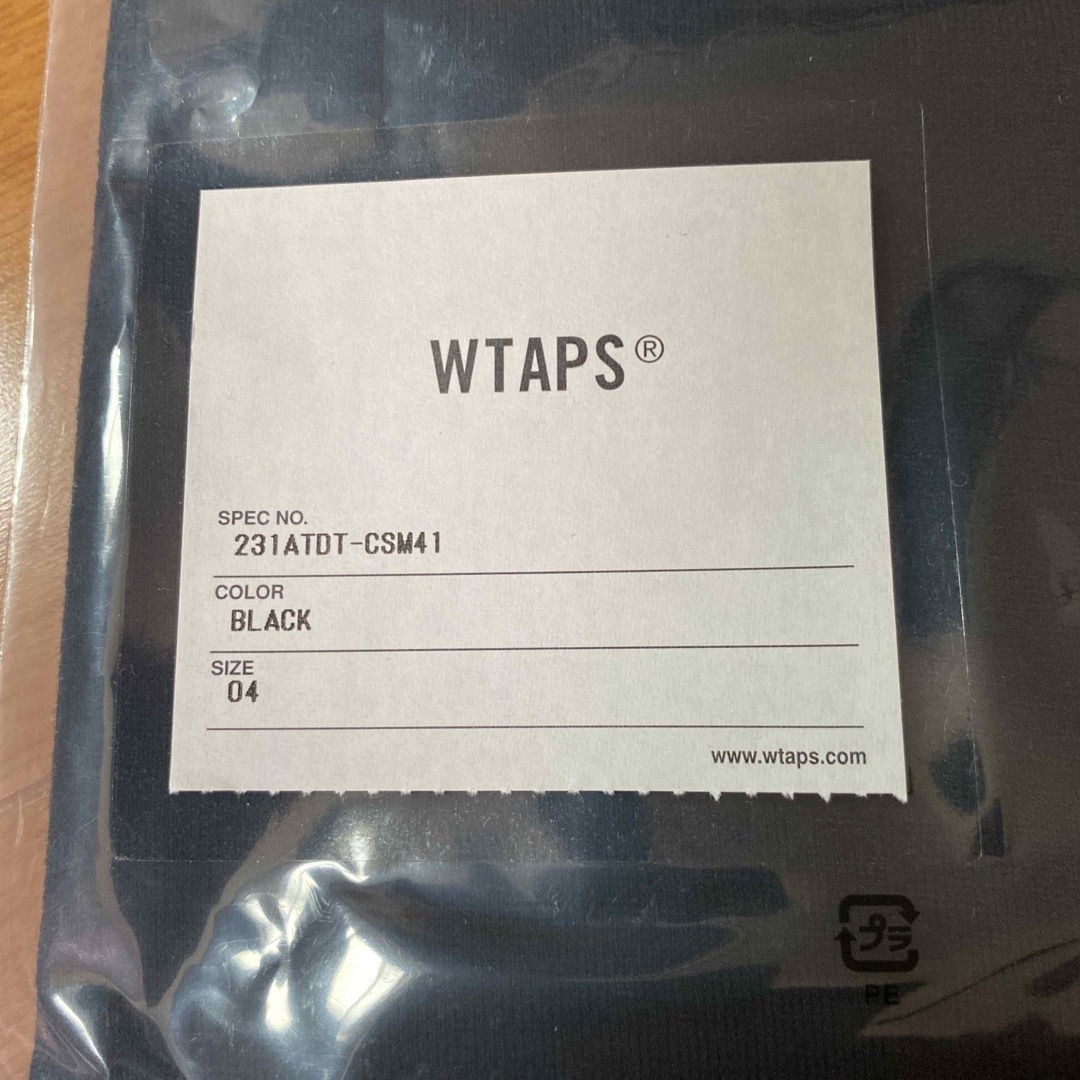 WTAPS®
SPEC NO.
231ATDT-CSM41
COLOR
BLACK
SIZE
04
www.wtaps.com
プラ
PE